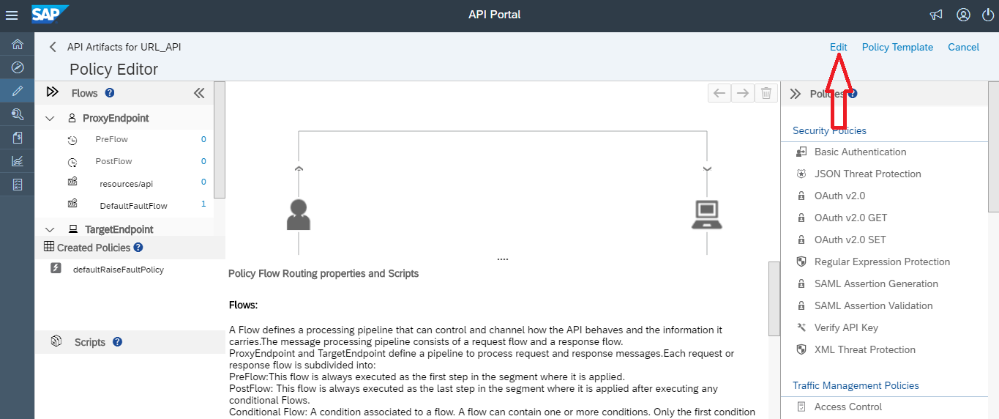 SAP
API Portal
API Artifacts for URL_API
Edit
Policy Template
Cancel
Policy Editor
Flows ?
ProxyEndpoint
PreFlow 0
PostFlow 0
resources/api 0
DefaultFaultFlow 1
TargetEndpoint
Created Policies ?
defaultRaiseFaultPolicy
Scripts ?
....
Policy Flow Routing properties and Scripts
Flows:
A Flow defines a processing pipeline that can control and channel how the API behaves and the information it
carries.The message processing pipeline consists of a request flow and a response flow.
ProxyEndpoint and TargetEndpoint define a pipeline to process request and response messages.Each request or
response flow is subdivided into:
PreFlow:This flow is always executed as the first step in the segment where it is applied.
PostFlow: This flow is always executed as the last step in the segment where it is applied after executing any
conditional Flows.
Conditional Flow: A condition associated to a flow. A flow can contain one or more conditions. Only the first condition
Policies ?
Security Policies
Basic Authentication
JSON Threat Protection
OAuth v2.0
OAuth v2.0 GET
OAuth v2.0 SET
Regular Expression Protection
SAML Assertion Generation
SAML Assertion Validation
Verify API Key
XML Threat Protection
Traffic Management Policies
Access Control